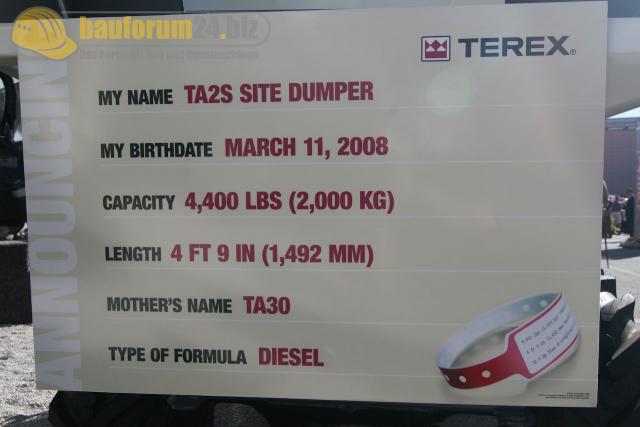 bauforum24.biz
TEREX®
ANNOUNCING
MY NAME TA2S SITE DUMPER
MY BIRTHDATE MARCH 11, 2008
CAPACITY 4,400 LBS (2,000 KG)
LENGTH 4 FT 9 IN (1,492 MM)
MOTHER'S NAME TA30
TYPE OF FORMULA DIESEL